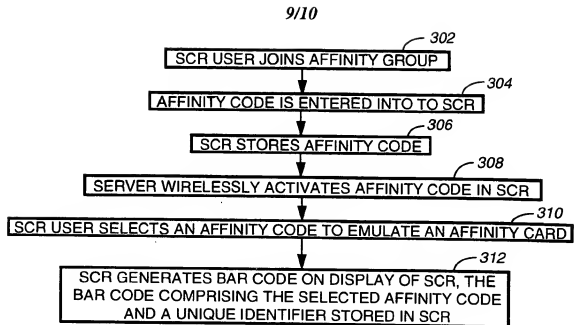 9/10
302
SCR USER JOINS AFFINITY GROUP
304
AFFINITY CODE IS ENTERED INTO TO SCR
306
SCR STORES AFFINITY CODE
308
SERVER WIRELESSLY ACTIVATES AFFINITY CODE IN SCR
310
SCR USER SELECTS AN AFFINITY CODE TO EMULATE AN AFFINITY CARD
312
SCR GENERATES BAR CODE ON DISPLAY OF SCR, THE
BAR CODE COMPRISING THE SELECTED AFFINITY CODE
AND A UNIQUE IDENTIFIER STORED IN SCR